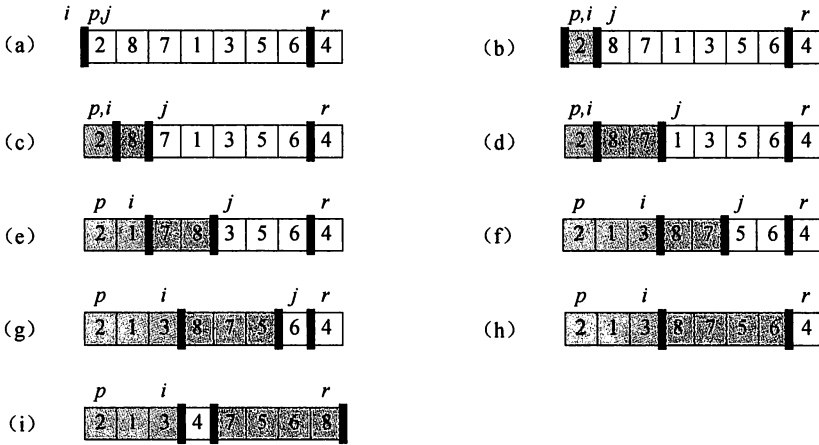 i p,j r
(a) 2 8 7 1 3 5 6 4
p,i j r
(b) 2 8 7 1 3 5 6 4
p,i j r
(c) 2 8 7 1 3 5 6 4
p,i j r
(d) 2 8 7 1 3 5 6 4
p i j r
(e) 2 1 7 8 3 5 6 4
p i j r
(f) 2 1 3 8 7 5 6 4
p i j r
(g) 2 1 3 8 7 5 6 4
p i r
(h) 2 1 3 8 7 5 6 4
p i r
(i) 2 1 3 4 7 5 6 8